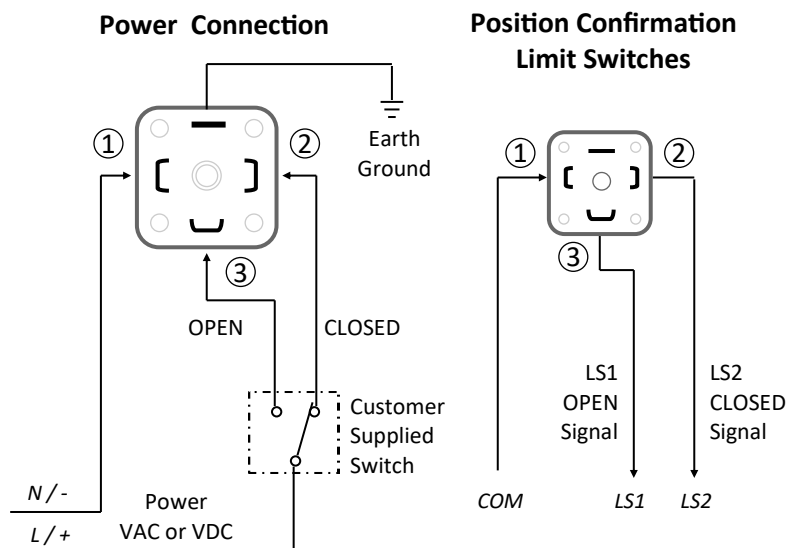 Power Connection
①
②
③
Earth
Ground
OPEN
CLOSED
Customer
Supplied
Switch
N / -
L / +
Power
VAC or VDC
Position Confirmation
Limit Switches
①
②
③
LS1
OPEN
Signal
LS2
CLOSED
Signal
COM
LS1
LS2